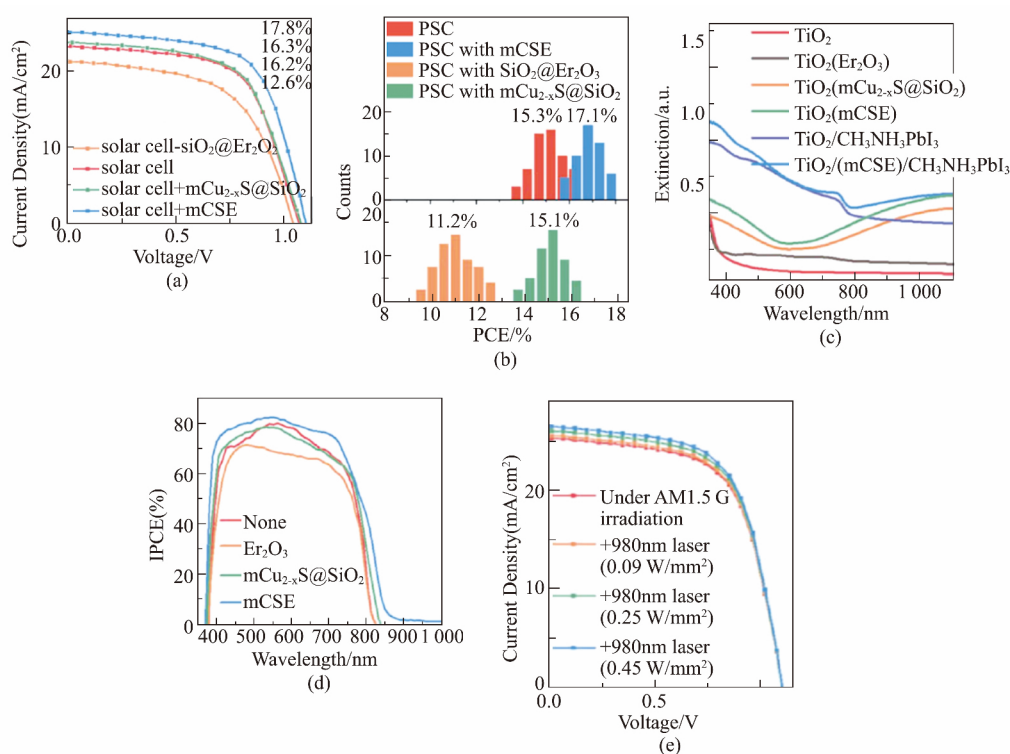 Current Density(mA/cm²)
20
10
0
17.8%
16.3%
16.2%
12.6%
solar cell-siO₂@Er₂O₂
solar cell
solar cell+mCu₂₋ₓS@SiO₂
solar cell+mCSE
0.0
0.5
1.0
Voltage/V
(a)
PSC
PSC with mCSE
PSC with SiO₂@Er₂O₃
PSC with mCu₂₋ₓS@SiO₂
Counts
20
10
0
15.3%
17.1%
20
10
0
11.2%
15.1%
8
10
12
14
16
18
PCE/%
(b)
Extinction/a.u.
1.5
1.0
0.5
TiO₂
TiO₂(Er₂O₃)
TiO₂(mCu₂₋ₓS@SiO₂)
TiO₂(mCSE)
TiO₂/CH₃NH₃PbI₃
TiO₂/(mCSE)/CH₃NH₃PbI₃
400
600
800
1 000
Wavelength/nm
(c)
IPCE(%)
80
60
40
20
0
None
Er₂O₃
mCu₂₋ₓS@SiO₂
mCSE
400
500
600
700
800
900
1 000
Wavelength/nm
(d)
Current Density(mA/cm²)
20
10
0
Under AM1.5 G
irradiation
+980nm laser
(0.09 W/mm²)
+980nm laser
(0.25 W/mm²)
+980nm laser
(0.45 W/mm²)
0.0
0.5
Voltage/V
(e)